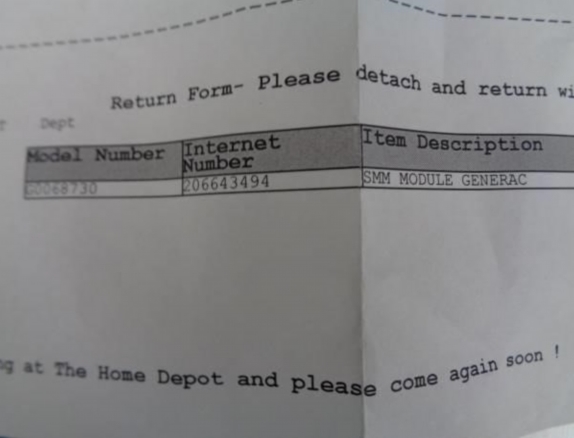 Return Form- Please detach and return
Dept
Model Number Internet Number Item Description
206643494 SMM MODULE GENERAC
at The Home Depot and please come again soon !